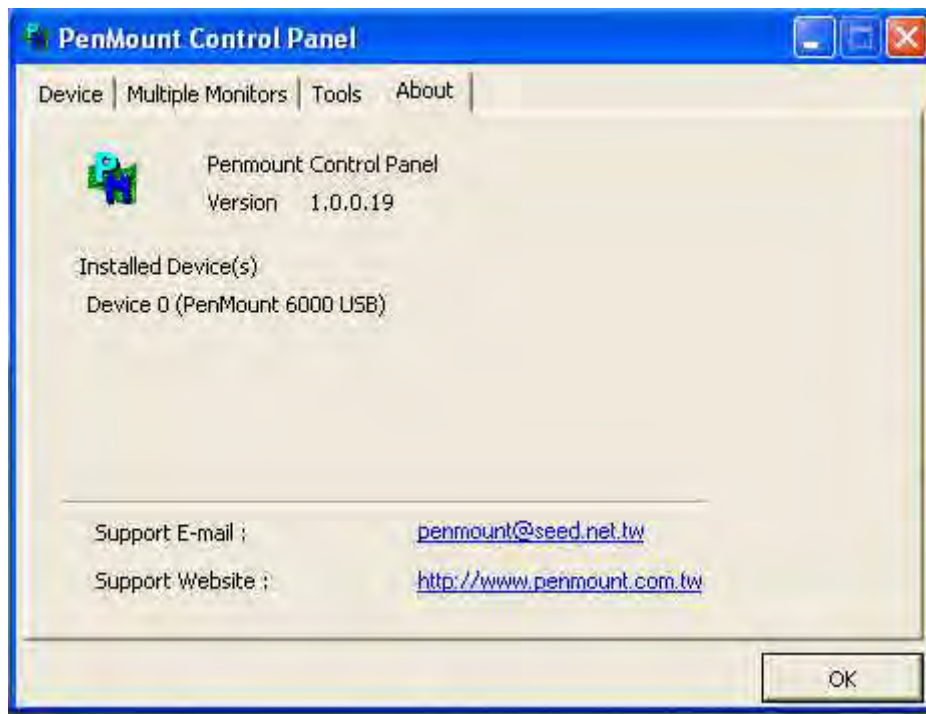 PenMount Control Panel
Device Multiple Monitors Tools About
Penmount Control Panel
Version 1.0.0.19
Installed Device(s)
Device 0 (PenMount 6000 USB)
Support E-mail : penmount@seed.net.tw
Support Website : http://www.penmount.com.tw
OK